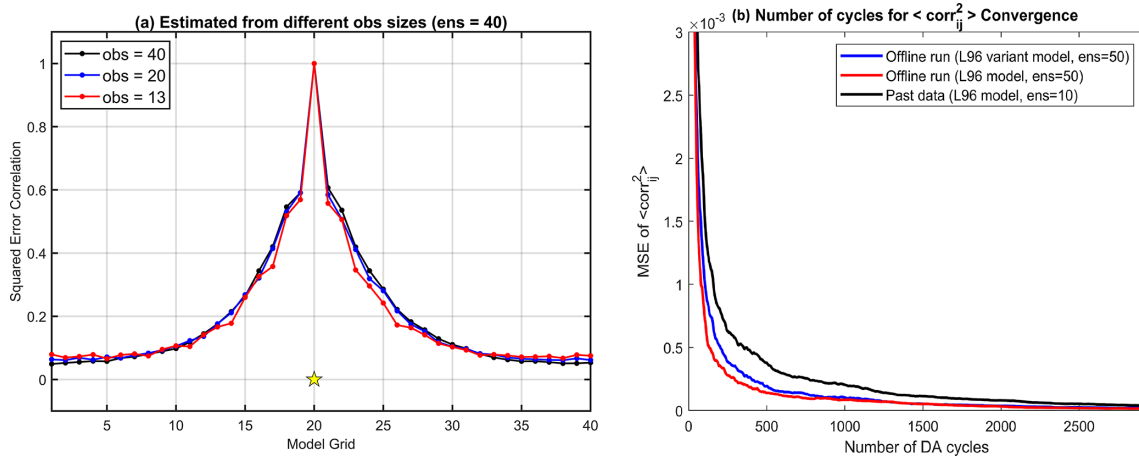 (a) Estimated from different obs sizes (ens = 40)
obs = 40
obs = 20
obs = 13
Squared Error Correlation
1
0.8
0.6
0.4
0.2
0
5 10 15 20 25 30 35 40
Model Grid
(b) Number of cycles for < corr²ᵢⱼ > Convergence
×10⁻³
Offline run (L96 variant model, ens=50)
Offline run (L96 model, ens=50)
Past data (L96 model, ens=10)
MSE of <corr²ᵢⱼ>
3
2.5
2
1.5
1
0.5
0
0 500 1000 1500 2000 2500
Number of DA cycles